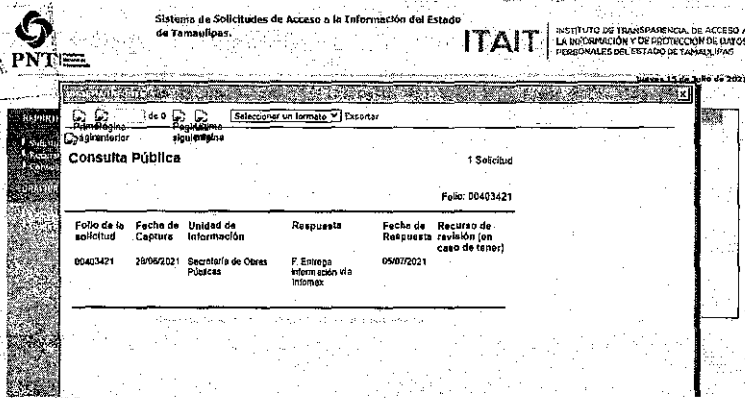 Sistema de Solicitudes de Acceso a la Información del Estado
de Tamaulipas.
PNT
ITAIT
INSTITUTO DE TRANSPARENCIA, DE ACCESO A
LA INFORMACIÓN Y DE PROTECCIÓN DE DATOS
PERSONALES DEL ESTADO DE TAMAULIPAS
jueves 15 de julio de 2021
de 0
Seleccionar un formato
Exportar
Consulta Pública
1 Solicitud
Folio: 00403421
Folio de la solicitud
Fecha de Captura
Unidad de Información
Respuesta
Fecha de Respuesta
Recurso de revisión (en caso de tener)
00403421
28/06/2021
Secretaría de Obras Públicas
F. Entrega información vía Infomex
05/07/2021